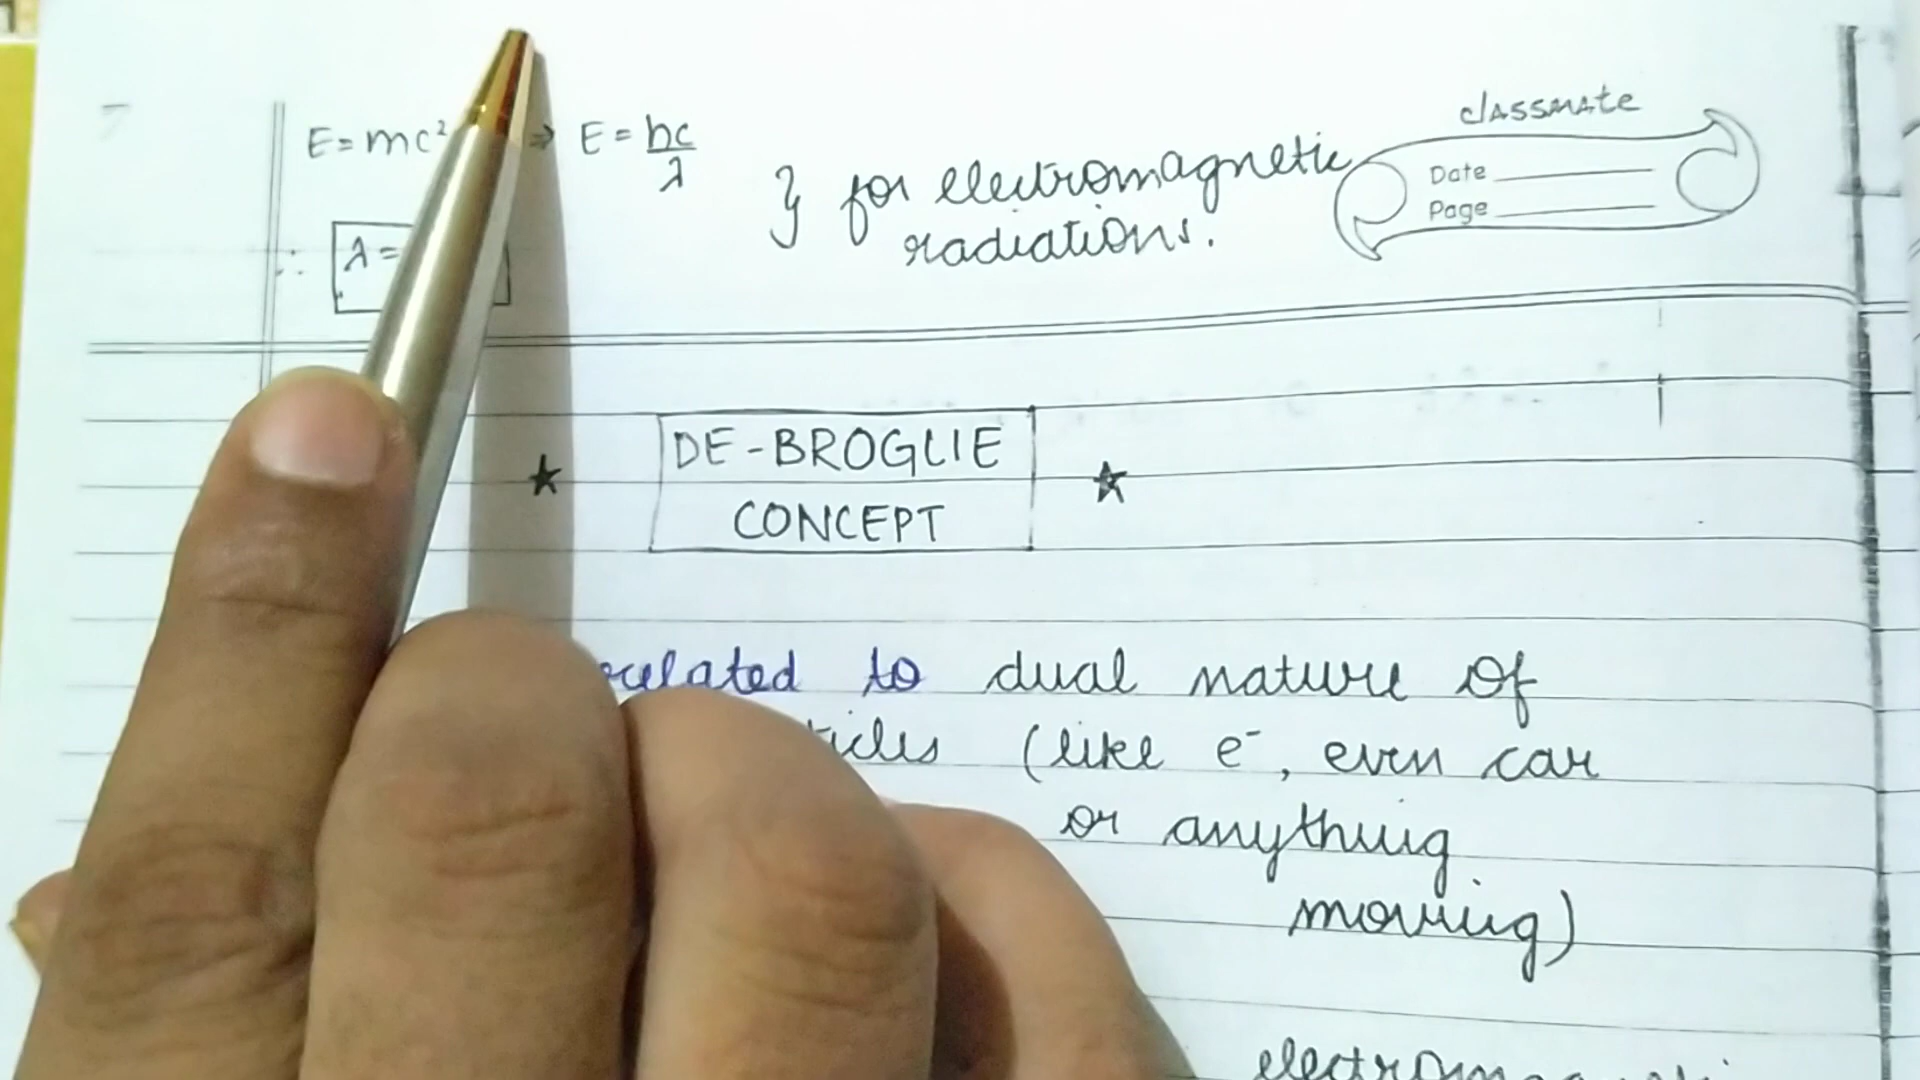 E = mc² ⇒ E = hc/λ
∴ λ =
} for electromagnetic
radiations.
classmate
Date
Page
DE-BROGLIE
CONCEPT
related to dual nature of
(like e⁻, even car
or anything
moving)